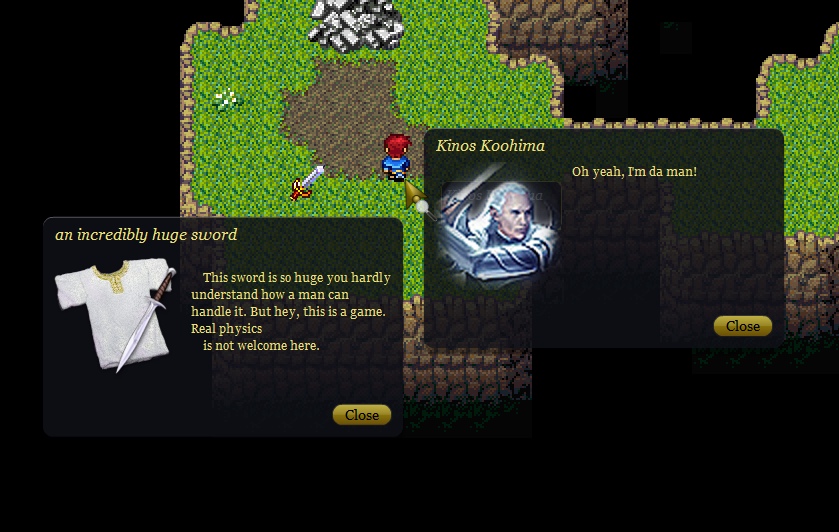 Kinos Koohima
Oh yeah, I'm da man!
Close
an incredibly huge sword
This sword is so huge you hardly
understand how a man can
handle it. But hey, this is a game.
Real physics
is not welcome here.
Close